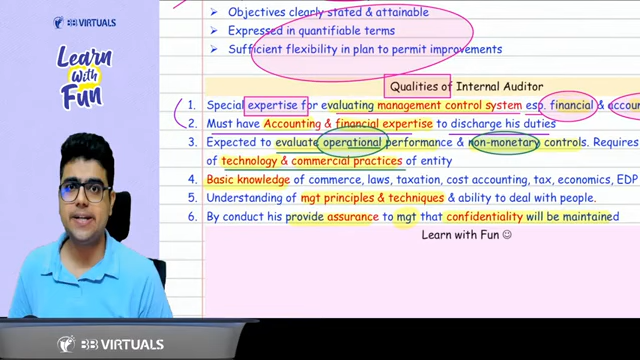 BB VIRTUALS
Learn
With
Fun
➢ Objectives clearly stated & attainable
➢ Expressed in quantifiable terms
➢ Sufficient flexibility in plan to permit improvements
Qualities of Internal Auditor
1. Special expertise for evaluating management control system esp. financial &
2. Must have Accounting & financial expertise to discharge his duties
3. Expected to evaluate operational performance & non-monetary controls. Requires
of technology & commercial practices of entity
4. Basic knowledge of commerce, laws, taxation, cost accounting, tax, economics, EDP
5. Understanding of mgt principles & techniques & ability to deal with people.
6. By conduct his provide assurance to mgt that confidentiality will be maintained
Learn with Fun ☺
BB VIRTUALS